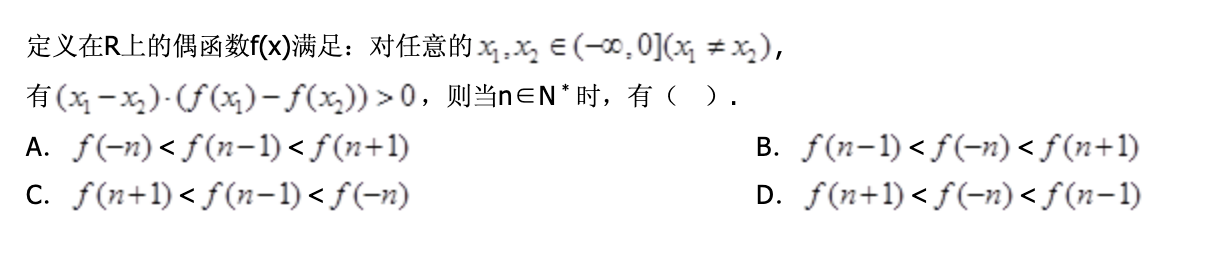 定义在R上的偶函数f(x)满足：对任意的 x₁,x₂ ∈(−∞,0](x₁ ≠ x₂)，
有(x₁−x₂)·(f(x₁)−f(x₂))>0，则当n∈N*时，有（ ）.
A. f(−n)<f(n−1)<f(n+1) B. f(n−1)<f(−n)<f(n+1)
C. f(n+1)<f(n−1)<f(−n) D. f(n+1)<f(−n)<f(n−1)